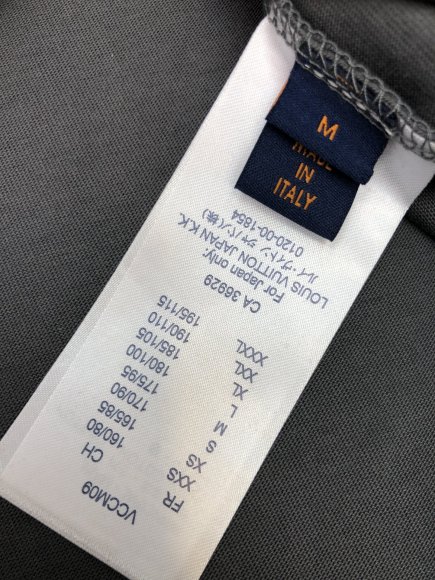 M
MADE
IN
ITALY
VCCM09
FR CH
XXS 160/80
XS 165/85
S 170/90
M 175/95
L 180/100
XL 185/105
XXL 190/110
XXXL 195/115
CA 36929
For Japan only:
LOUIS VUITTON JAPAN K.K.
ルイ・ヴィトン ジャパン(株)
0120-00-1854